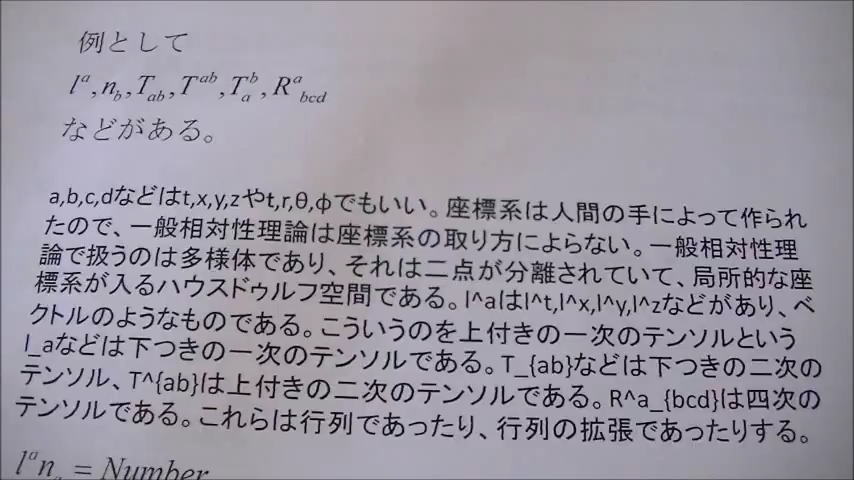 例として
l^a, n_b, T_{ab}, T^{ab}, T_a^b, R^a_{bcd}
などがある。
a,b,c,dなどはt,x,y,zやt,r,θ,φでもいい。座標系は人間の手によって作られ
たので、一般相対性理論は座標系の取り方によらない。一般相対性理
論で扱うのは多様体であり、それは二点が分離されていて、局所的な座
標系が入るハウスドゥルフ空間である。l^aはl^t,l^x,l^y,l^zなどがあり、ベ
クトルのようなものである。こういうのを上付きの一次のテンソルという
l_aなどは下つきの一次のテンソルである。T_{ab}などは下つきの二次の
テンソル、T^{ab}は上付きの二次のテンソルである。R^a_{bcd}は四次の
テンソルである。これらは行列であったり、行列の拡張であったりする。
l^a n_a = Number